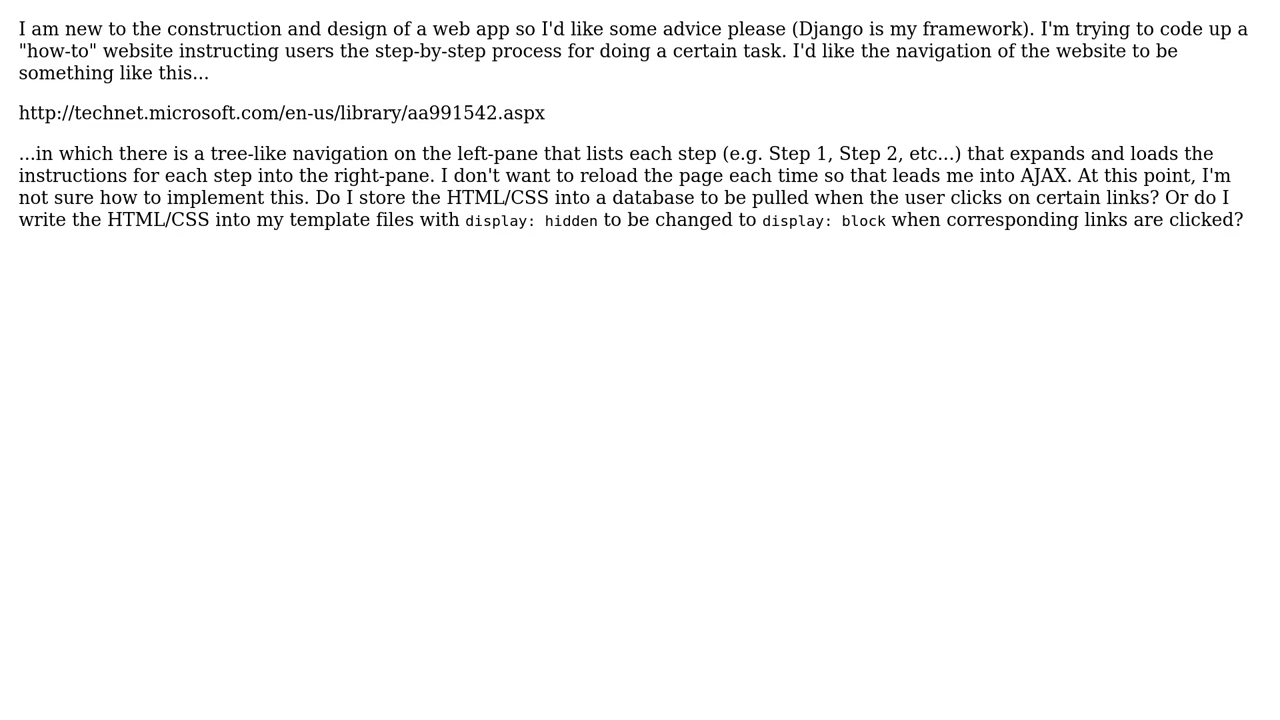 I am new to the construction and design of a web app so I'd like some advice please (Django is my framework). I'm trying to code up a
"how-to" website instructing users the step-by-step process for doing a certain task. I'd like the navigation of the website to be
something like this...
http://technet.microsoft.com/en-us/library/aa991542.aspx
...in which there is a tree-like navigation on the left-pane that lists each step (e.g. Step 1, Step 2, etc...) that expands and loads the
instructions for each step into the right-pane. I don't want to reload the page each time so that leads me into AJAX. At this point, I'm
not sure how to implement this. Do I store the HTML/CSS into a database to be pulled when the user clicks on certain links? Or do I
write the HTML/CSS into my template files with display: hidden to be changed to display: block when corresponding links are clicked?